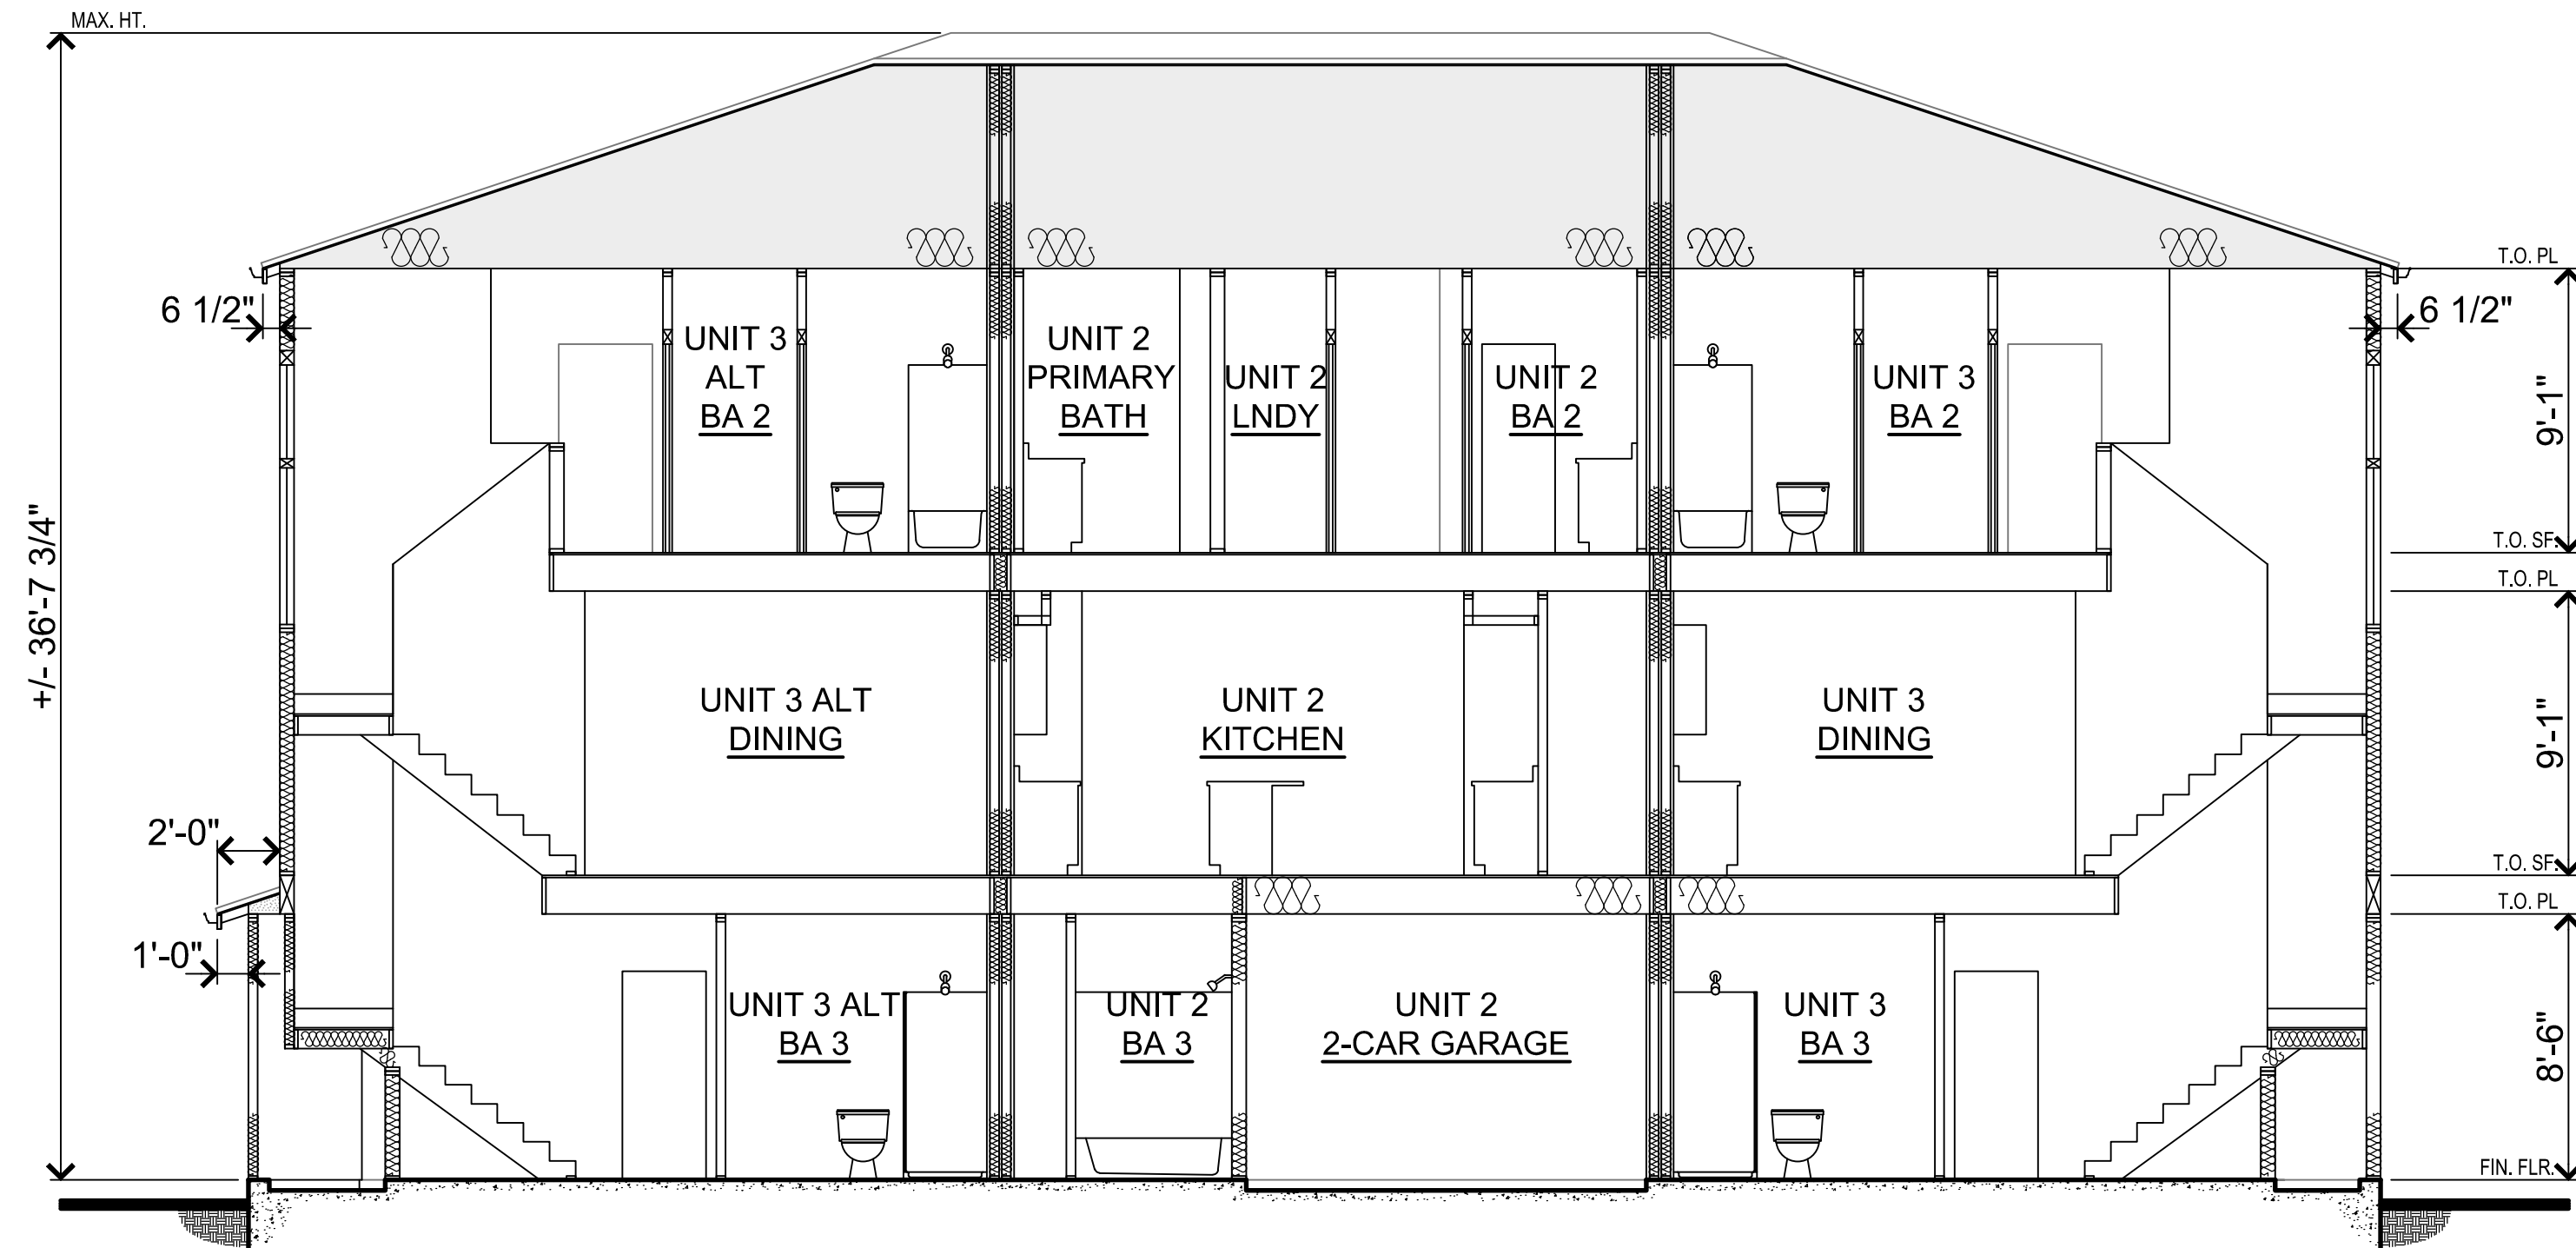 MAX. HT.
T.O. PL
6 1/2"
6 1/2"
UNIT 3
ALT
BA 2
UNIT 2
PRIMARY
BATH
UNIT 2
LNDY
UNIT 2
BA 2
UNIT 3
BA 2
9'-1"
T.O. SF.
T.O. PL
+/- 36'-7 3/4"
UNIT 3 ALT
DINING
UNIT 2
KITCHEN
UNIT 3
DINING
9'-1"
2'-0"
T.O. SF.
T.O. PL
1'-0"
UNIT 3 ALT
BA 3
UNIT 2
BA 3
UNIT 2
2-CAR GARAGE
UNIT 3
BA 3
8'-6"
FIN. FLR.